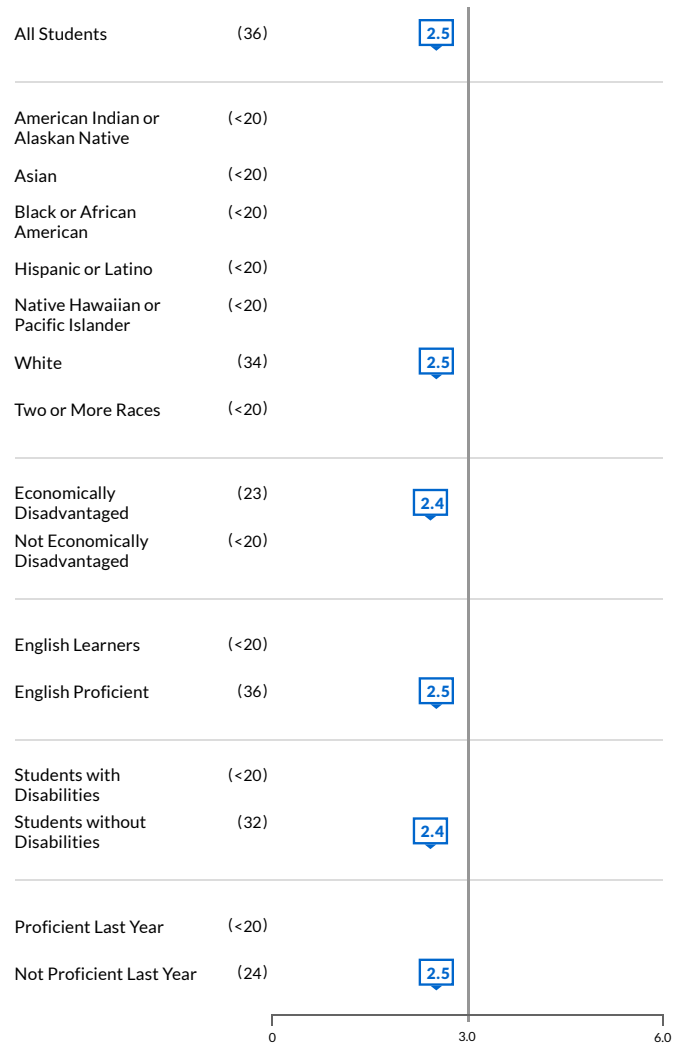 All Students (36) 2.5
American Indian or (<20)
Alaskan Native
Asian (<20)
Black or African (<20)
American
Hispanic or Latino (<20)
Native Hawaiian or (<20)
Pacific Islander
White (34) 2.5
Two or More Races (<20)
Economically (23) 2.4
Disadvantaged
Not Economically (<20)
Disadvantaged
English Learners (<20)
English Proficient (36) 2.5
Students with (<20)
Disabilities
Students without (32) 2.4
Disabilities
Proficient Last Year (<20)
Not Proficient Last Year (24) 2.5
0 3.0 6.0